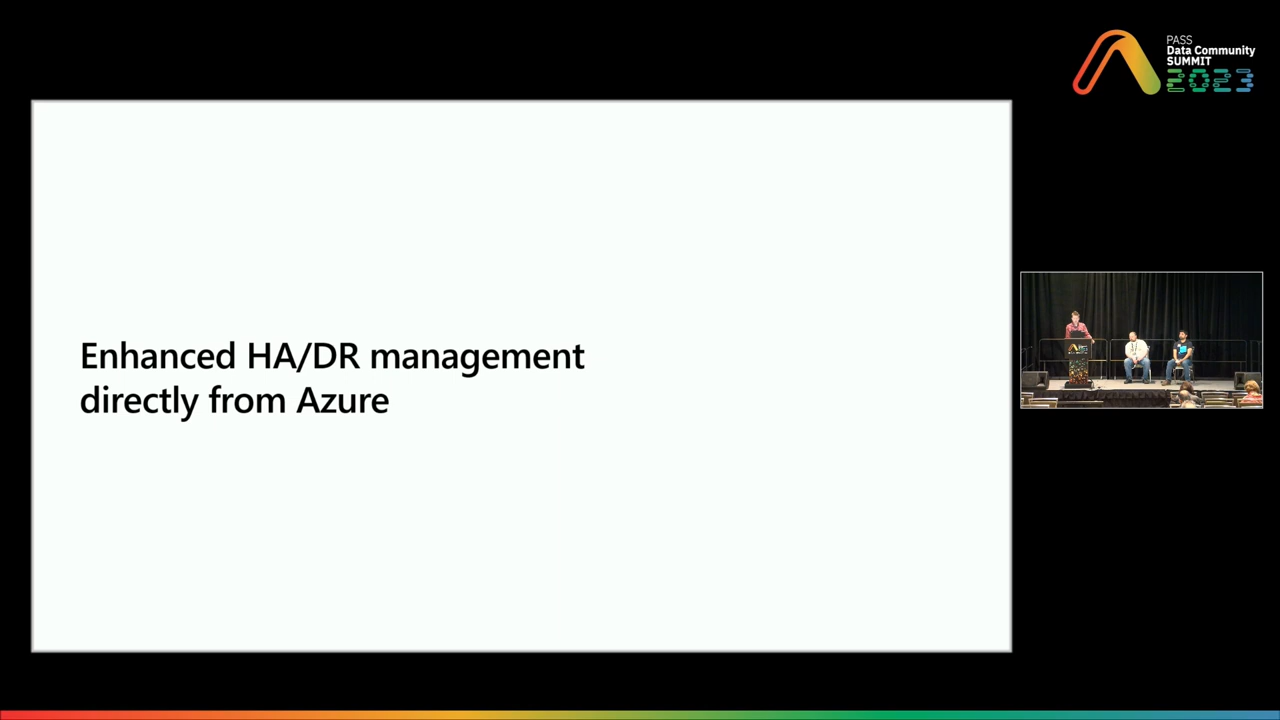 PASS
Data Community
SUMMIT
2023
Enhanced HA/DR management
directly from Azure